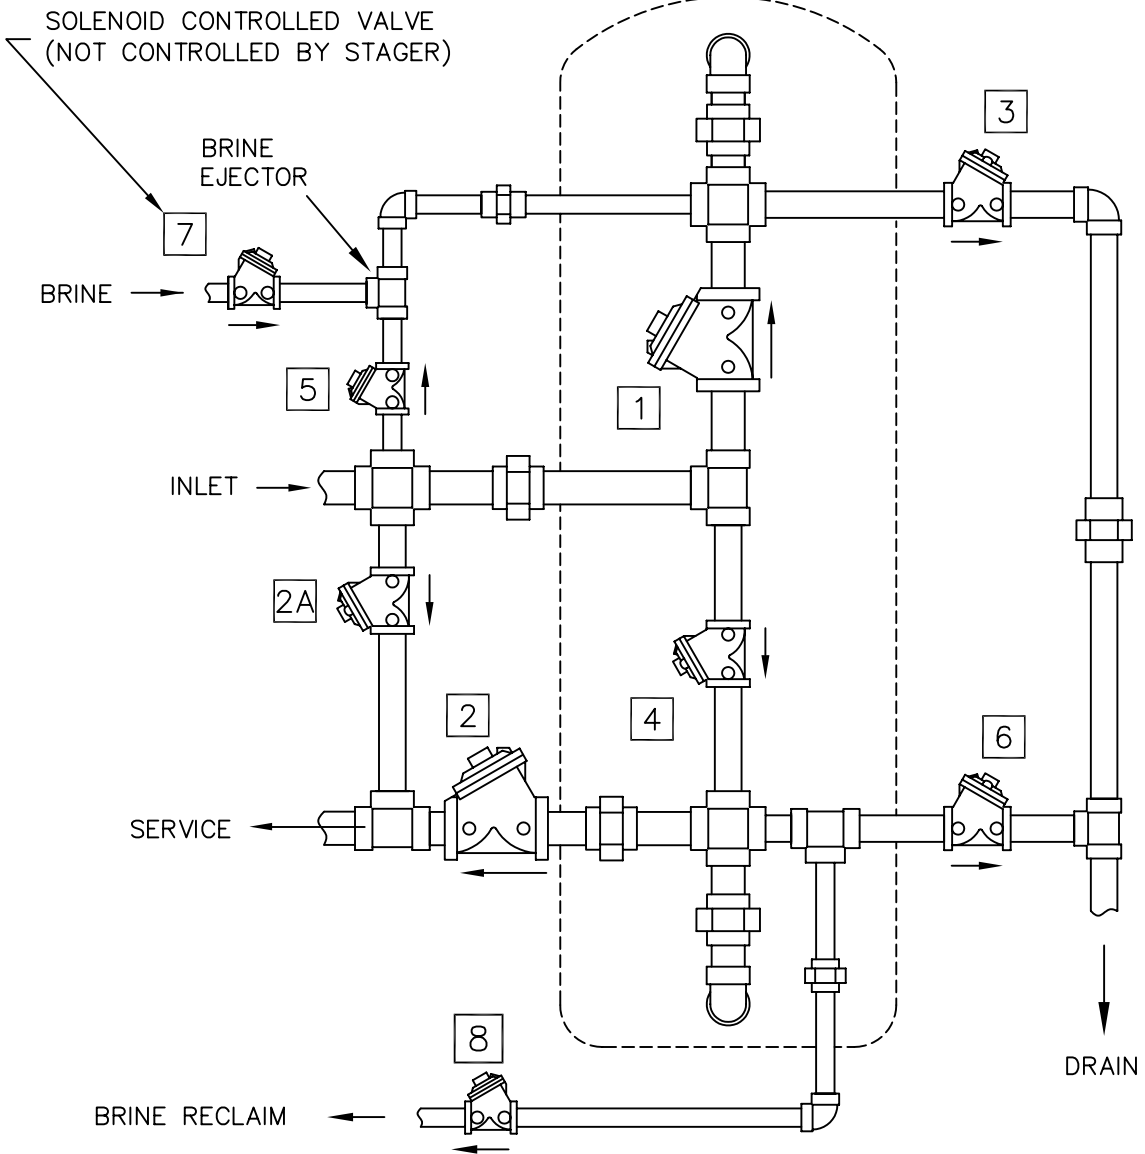 SOLENOID CONTROLLED VALVE
(NOT CONTROLLED BY STAGER)
3
BRINE
EJECTOR
7
BRINE
5
1
INLET
2A
2
4
6
SERVICE
8
DRAIN
BRINE RECLAIM